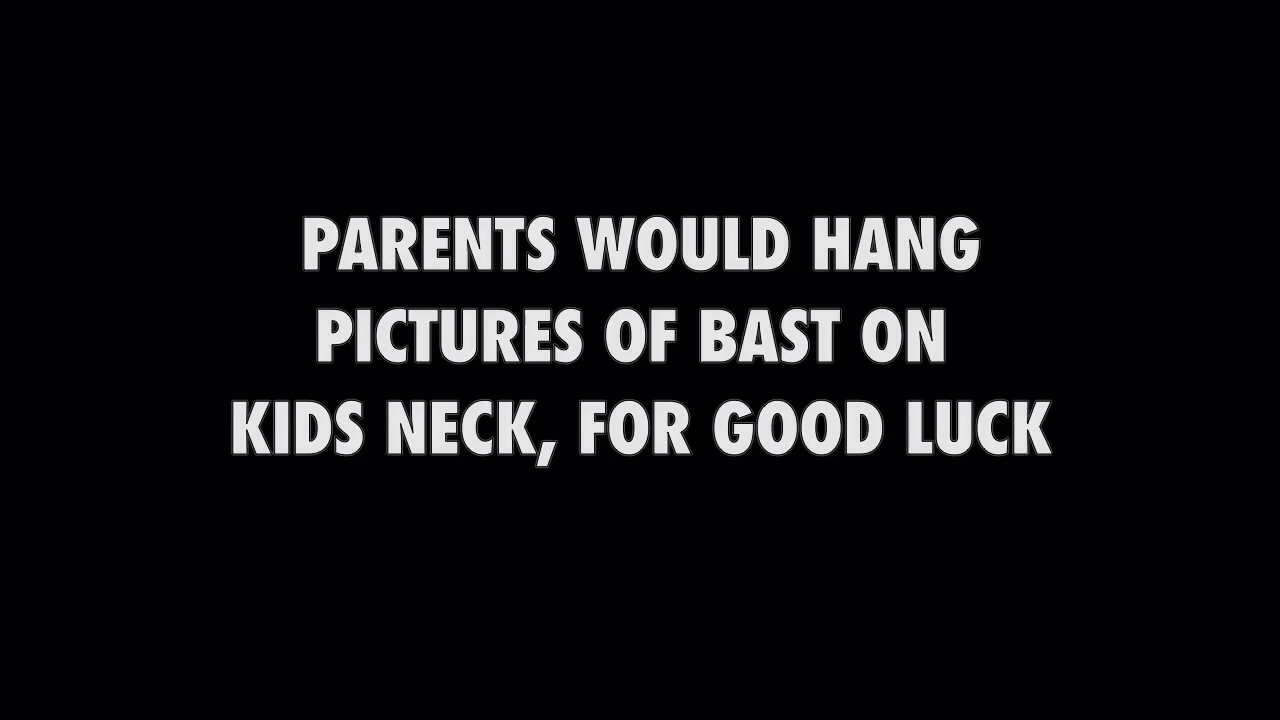 PARENTS WOULD HANG
PICTURES OF BAST ON
KIDS NECK, FOR GOOD LUCK